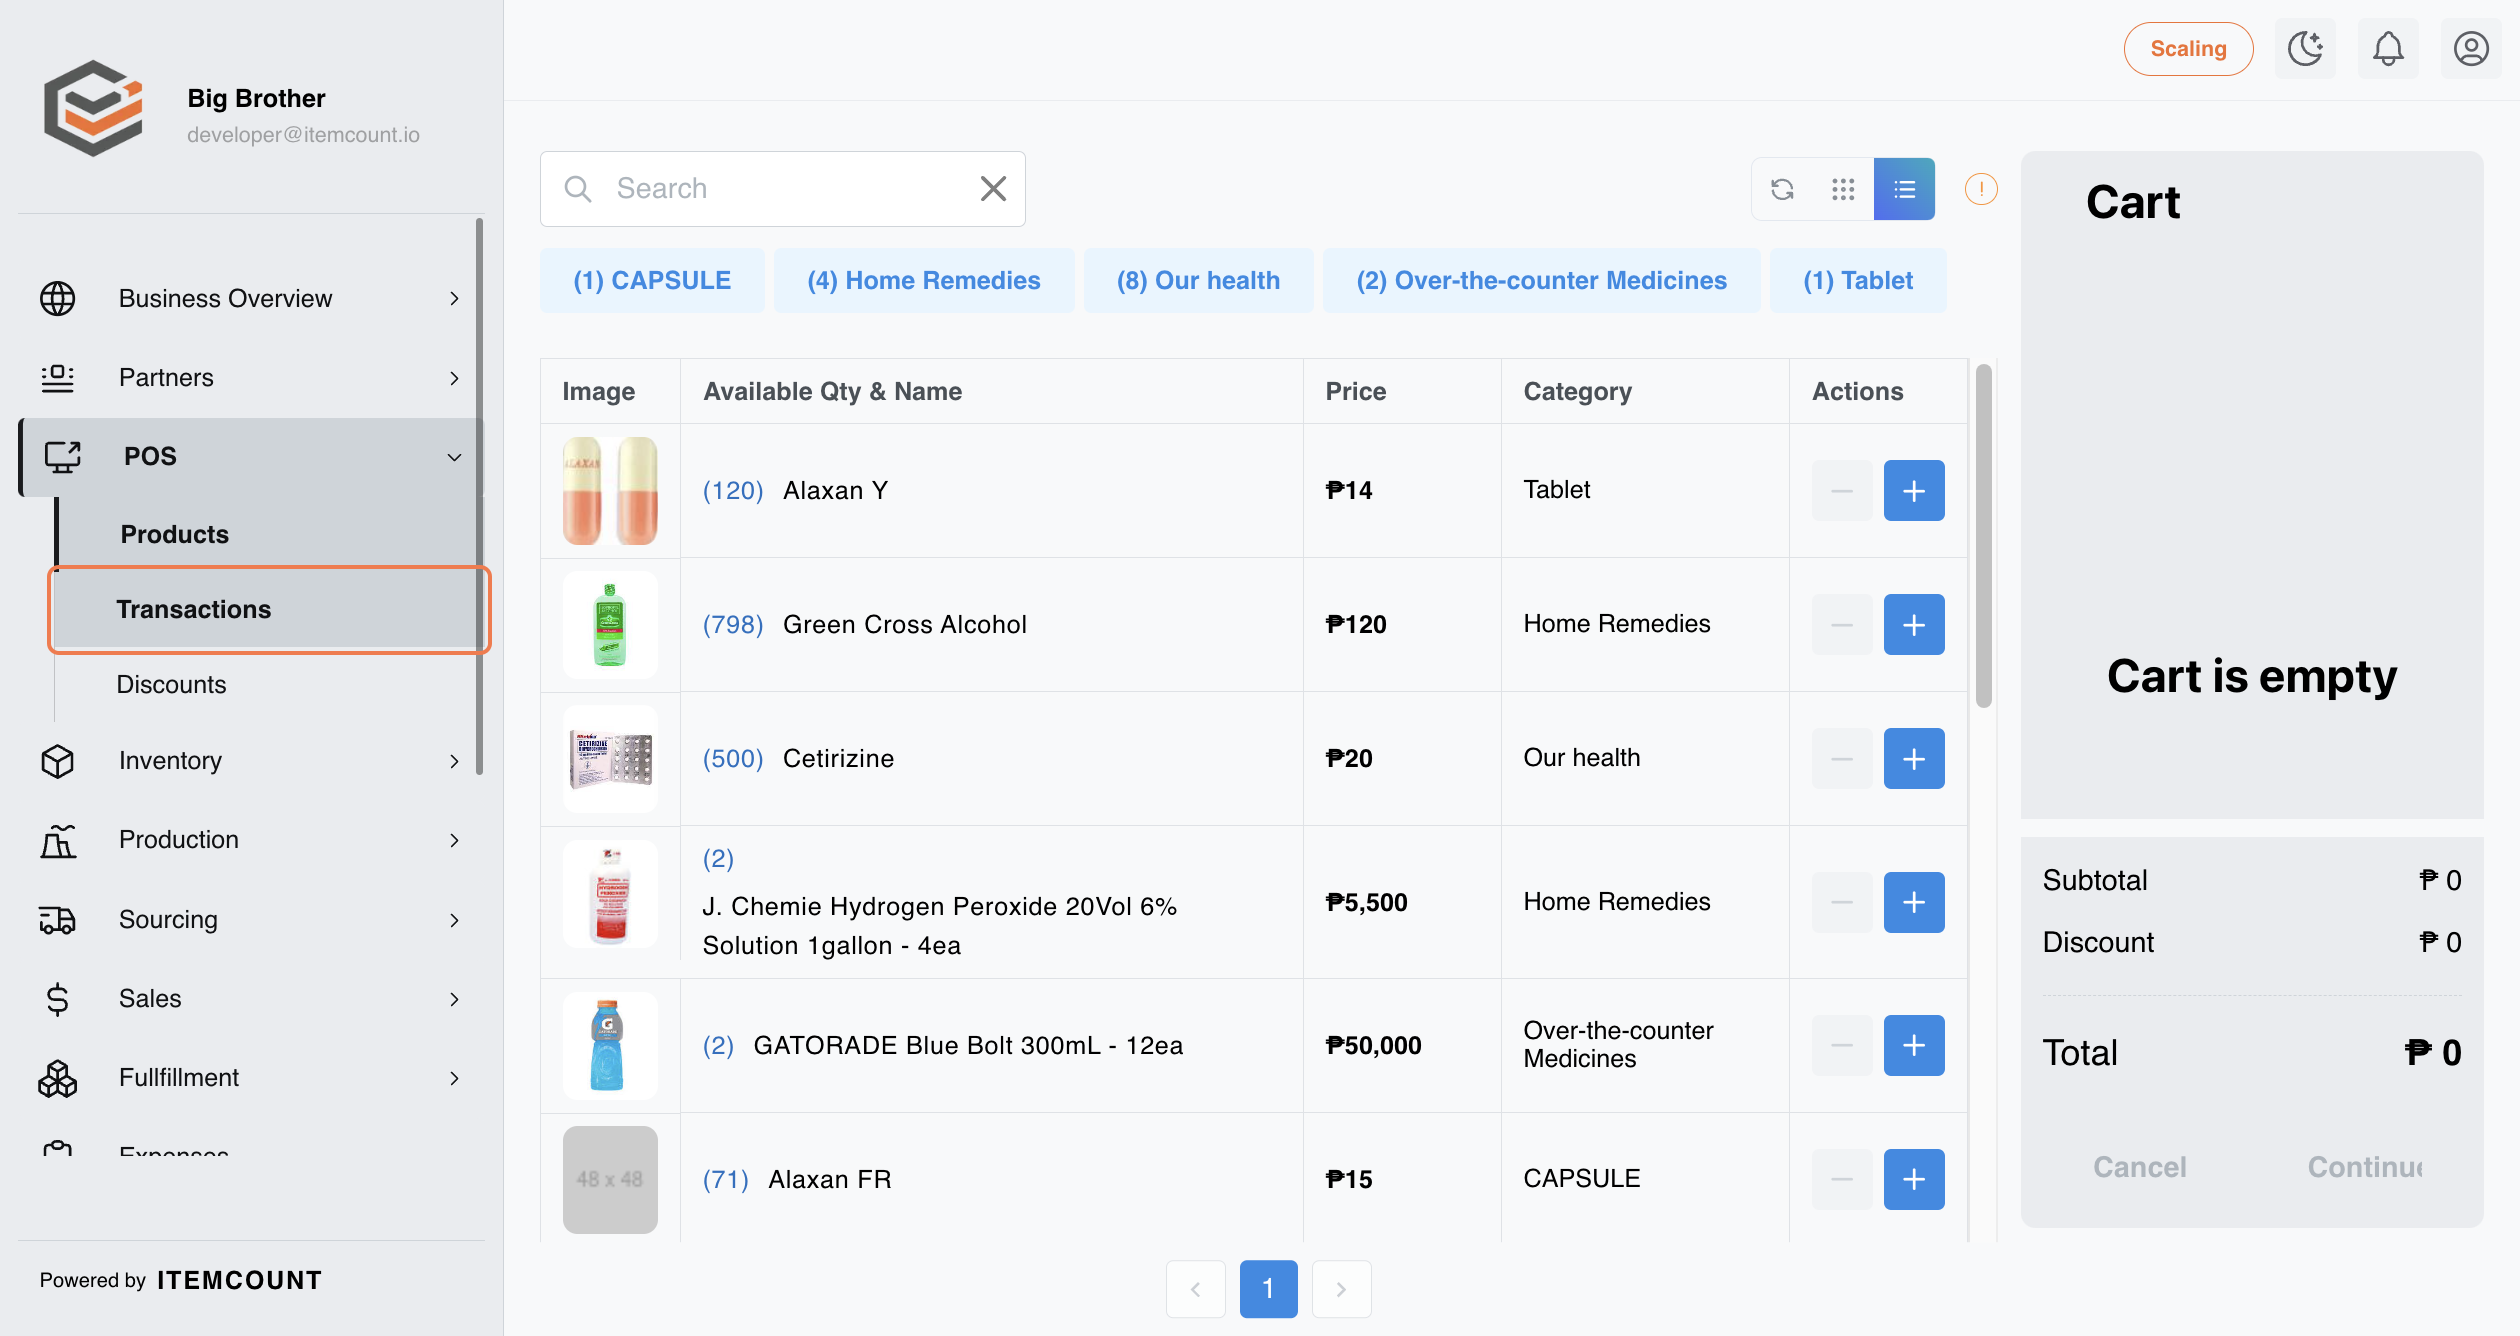 Big Brother
developer@itemcount.io
Business Overview
Partners
POS
Products
Transactions
Discounts
Inventory
Production
Sourcing
Sales
Fullfillment
Expenses
Powered by ITEMCOUNT
Scaling
Search
(1) CAPSULE (4) Home Remedies (8) Our health (2) Over-the-counter Medicines (1) Tablet
Image Available Qty & Name Price Category Actions
ALAXAN
(120) Alaxan Y ₱14 Tablet
(798) Green Cross Alcohol ₱120 Home Remedies
CETIRIZINE
(500) Cetirizine ₱20 Our health
(2)
J. Chemie Hydrogen Peroxide 20Vol 6%
Solution 1gallon - 4ea
₱5,500 Home Remedies
(2) GATORADE Blue Bolt 300mL - 12ea ₱50,000
Over-the-counter
Medicines
48 x 48
(71) Alaxan FR ₱15 CAPSULE
1
Cart
Cart is empty
Subtotal ₱ 0
Discount ₱ 0
Total ₱ 0
Cancel Continue